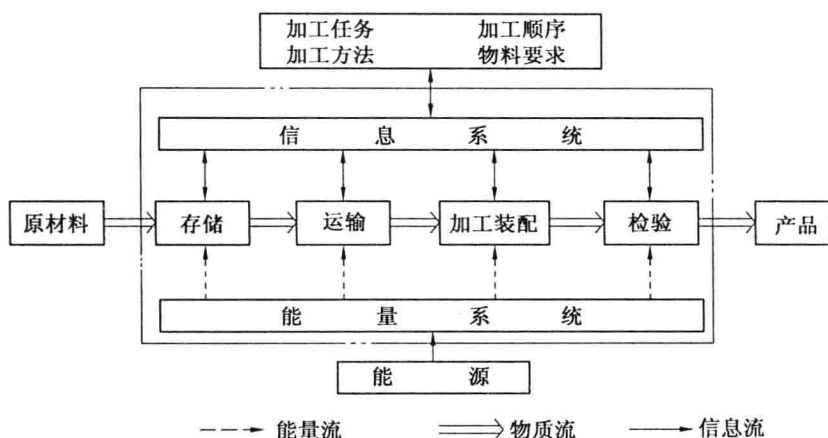 加工任务 加工顺序
加工方法 物料要求
信息系统
原材料 存储 运输 加工装配 检验 产品
能量系统
能源
能量流 物质流 信息流